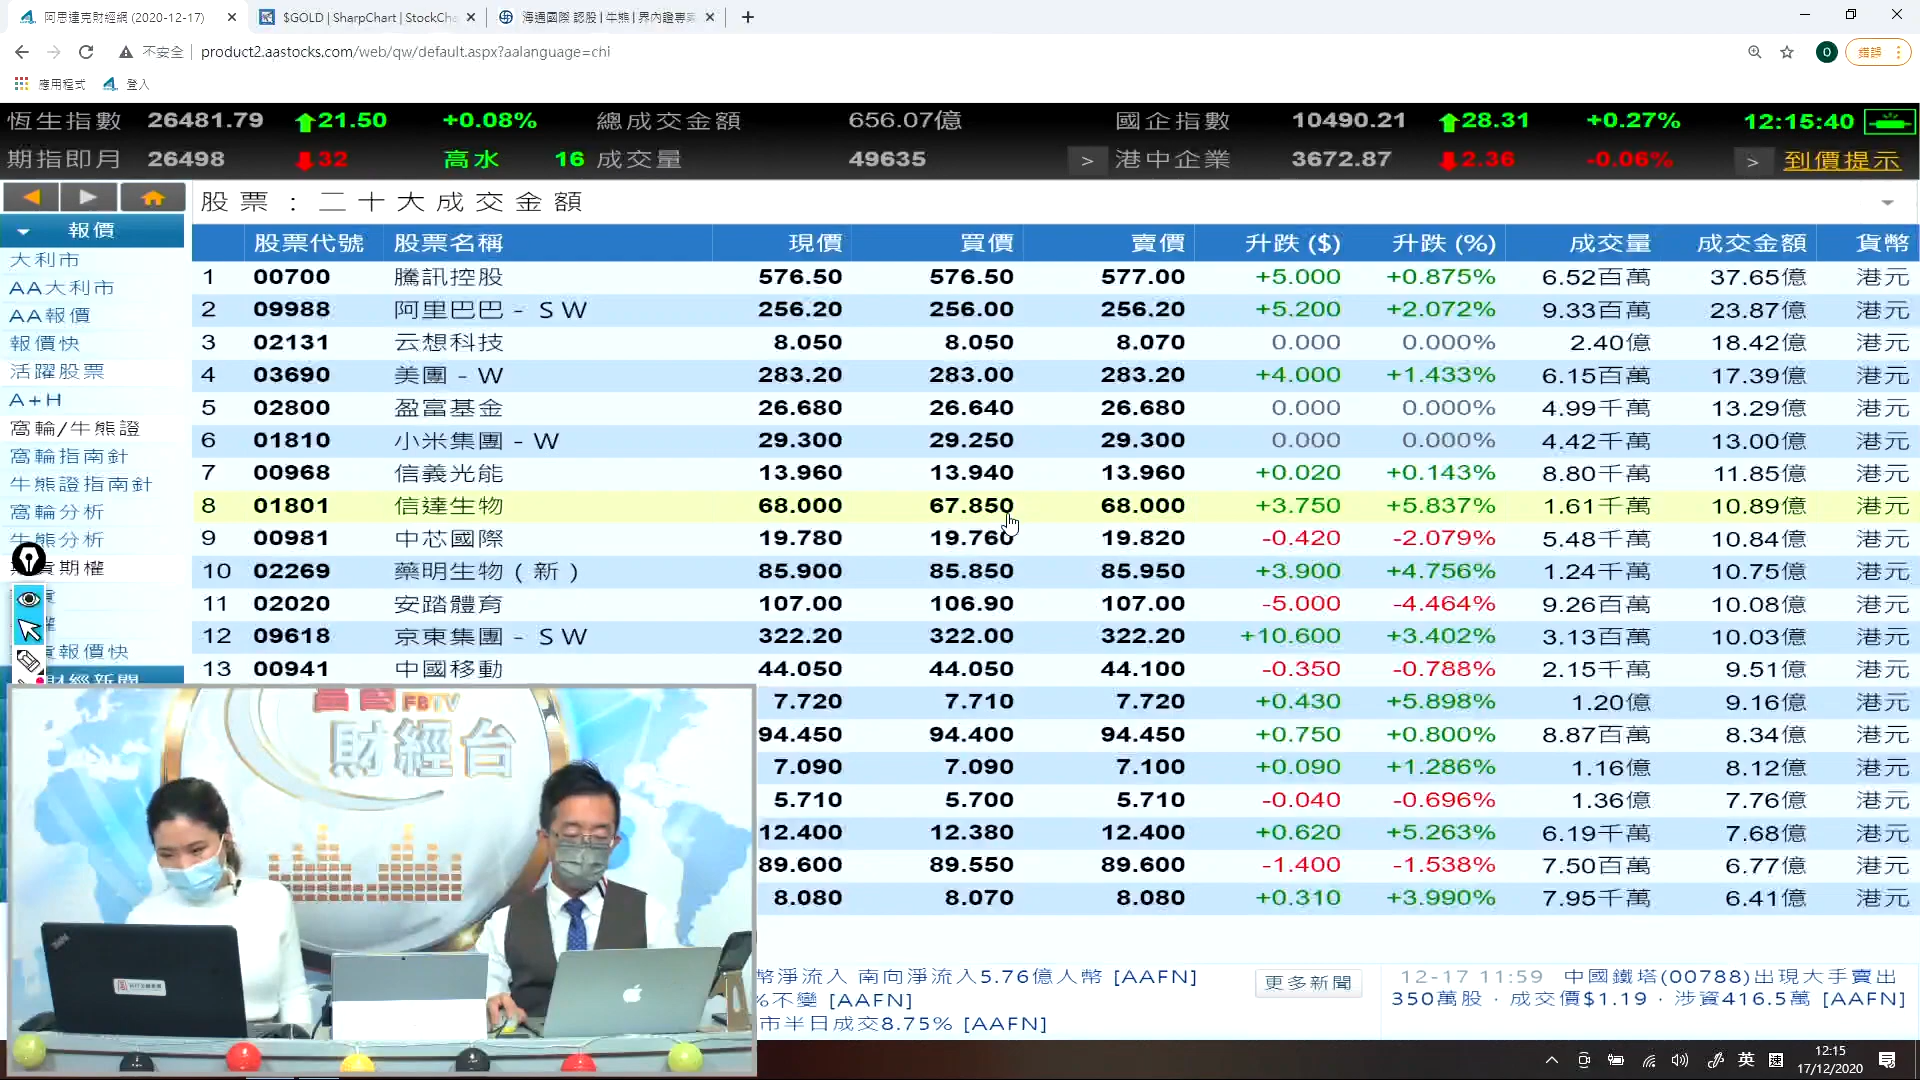 阿思達克財經網 (2020-12-17)
$GOLD | SharpChart | StockCh
海通國際 認股 | 牛熊 | 界內證專家
不安全 product2.aastocks.com/web/qw/default.aspx?aalanguage=chi
O 錯誤
應用程式 登入
恆生指數 26481.79 21.50 +0.08% 總成交金額 656.07億 國企指數 10490.21 28.31 +0.27% 12:15:40
期指即月 26498 32 高水 16 成交量 49635 > 港中企業 3672.87 2.36 -0.06% > 到價提示
股票 : 二十大成交金額
報價
大利市
AA大利市
AA報價
報價快
活躍股票
A+H
窩輪/牛熊證
窩輪指南針
牛熊證指南針
窩輪分析
牛熊分析
期權
報價快
財經新聞
股票代號 股票名稱 現價 買價 賣價 升跌 ($) 升跌 (%) 成交量 成交金額 貨幣
1 00700 騰訊控股 576.50 576.50 577.00 +5.000 +0.875% 6.52百萬 37.65億 港元
2 09988 阿里巴巴 - ＳＷ 256.20 256.00 256.20 +5.200 +2.072% 9.33百萬 23.87億 港元
3 02131 云想科技 8.050 8.050 8.070 0.000 0.000% 2.40億 18.42億 港元
4 03690 美團 - W 283.20 283.00 283.20 +4.000 +1.433% 6.15百萬 17.39億 港元
5 02800 盈富基金 26.680 26.640 26.680 0.000 0.000% 4.99千萬 13.29億 港元
6 01810 小米集團 - W 29.300 29.250 29.300 0.000 0.000% 4.42千萬 13.00億 港元
7 00968 信義光能 13.960 13.940 13.960 +0.020 +0.143% 8.80千萬 11.85億 港元
8 01801 信達生物 68.000 67.850 68.000 +3.750 +5.837% 1.61千萬 10.89億 港元
9 00981 中芯國際 19.780 19.760 19.820 -0.420 -2.079% 5.48千萬 10.84億 港元
10 02269 藥明生物（新） 85.900 85.850 85.950 +3.900 +4.756% 1.24千萬 10.75億 港元
11 02020 安踏體育 107.00 106.90 107.00 -5.000 -4.464% 9.26百萬 10.08億 港元
12 09618 京東集團 - ＳＷ 322.20 322.00 322.20 +10.600 +3.402% 3.13百萬 10.03億 港元
13 00941 中國移動 44.050 44.050 44.100 -0.350 -0.788% 2.15千萬 9.51億 港元
7.720 7.710 7.720 +0.430 +5.898% 1.20億 9.16億 港元
94.450 94.400 94.450 +0.750 +0.800% 8.87百萬 8.34億 港元
7.090 7.090 7.100 +0.090 +1.286% 1.16億 8.12億 港元
5.710 5.700 5.710 -0.040 -0.696% 1.36億 7.76億 港元
12.400 12.380 12.400 +0.620 +5.263% 6.19千萬 7.68億 港元
89.600 89.550 89.600 -1.400 -1.538% 7.50百萬 6.77億 港元
8.080 8.070 8.080 +0.310 +3.990% 7.95千萬 6.41億 港元
FBTV
財經台
幣淨流入 南向淨流入5.76億人幣 [AAFN]
%不變 [AAFN]
市半日成交8.75% [AAFN]
更多新聞
12-17 11:59 中國鐵塔(00788)出現大手賣出
350萬股．成交價$1.19．涉資416.5萬 [AAFN]
英
12:15
17/12/2020